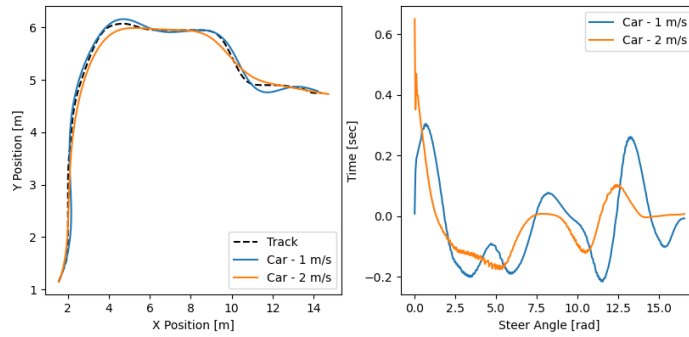 6
5
4
3
2
1
Y Position [m]
2
4
6
8
10
12
14
X Position [m]
Track
Car - 1 m/s
Car - 2 m/s
0.6
0.4
0.2
0.0
−0.2
Time [sec]
0.0
2.5
5.0
7.5
10.0
12.5
15.0
Steer Angle [rad]
Car - 1 m/s
Car - 2 m/s